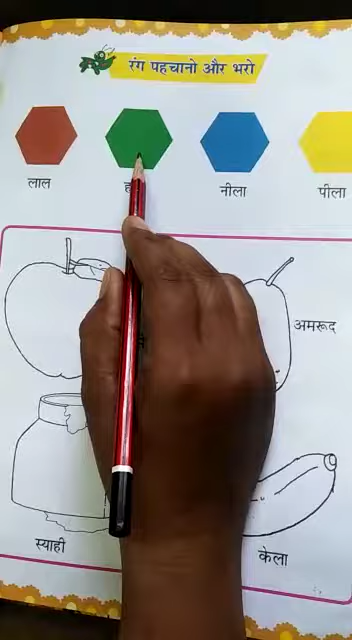 रंग पहचानो और भरो
लाल
नीला
पीला
अमरूद
स्याही
केला